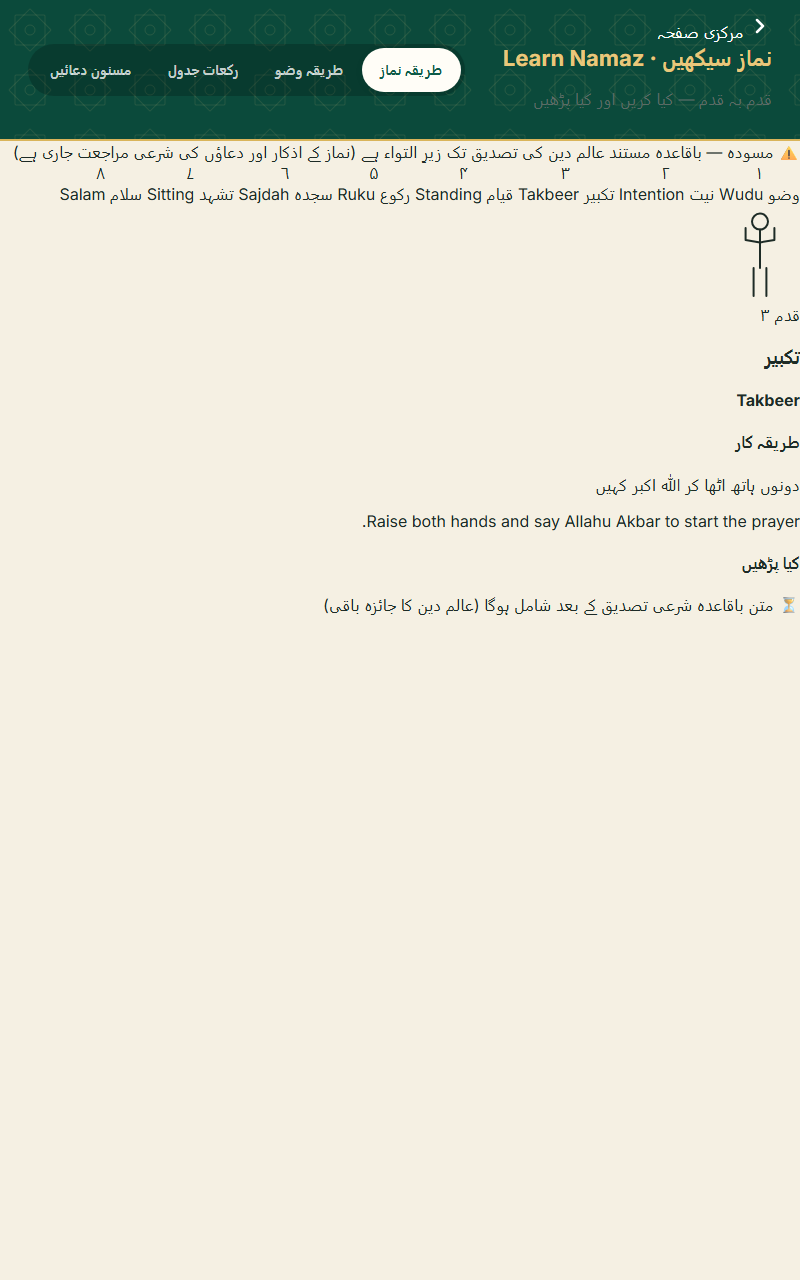 مرکزی صفحہ
نماز سیکھیں · Learn Namaz
قدم بہ قدم — کیا کریں اور کیا پڑھیں
طریقہ نماز
طریقہ وضو
رکعات جدول
مسنون دعائیں
⚠️ مسودہ — باقاعدہ مستند عالم دین کی تصدیق تک زیرِ التواء ہے (نماز کے اذکار اور دعاؤں کی شرعی مراجعت جاری ہے)
۱ ۲ ۳ ۴ ۵ ۶ ۷ ۸
وضو Wudu نیت Intention تکبیر Takbeer قیام Standing رکوع Ruku سجدہ Sajdah تشہد Sitting سلام Salam
قدم ۳
تکبیر
Takbeer
طریقہ کار
دونوں ہاتھ اٹھا کر اللہ اکبر کہیں
Raise both hands and say Allahu Akbar to start the prayer.
کیا پڑھیں
⏳ متن باقاعدہ شرعی تصدیق کے بعد شامل ہوگا (عالم دین کا جائزہ باقی)